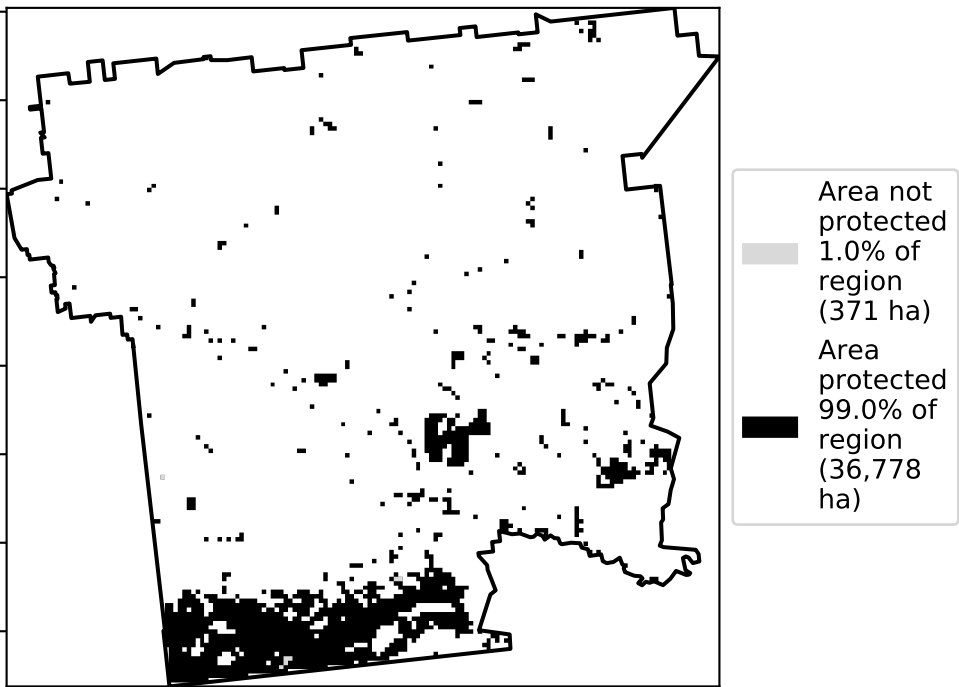 Area not
protected
1.0% of
region
(371 ha)
Area
protected
99.0% of
region
(36,778
ha)